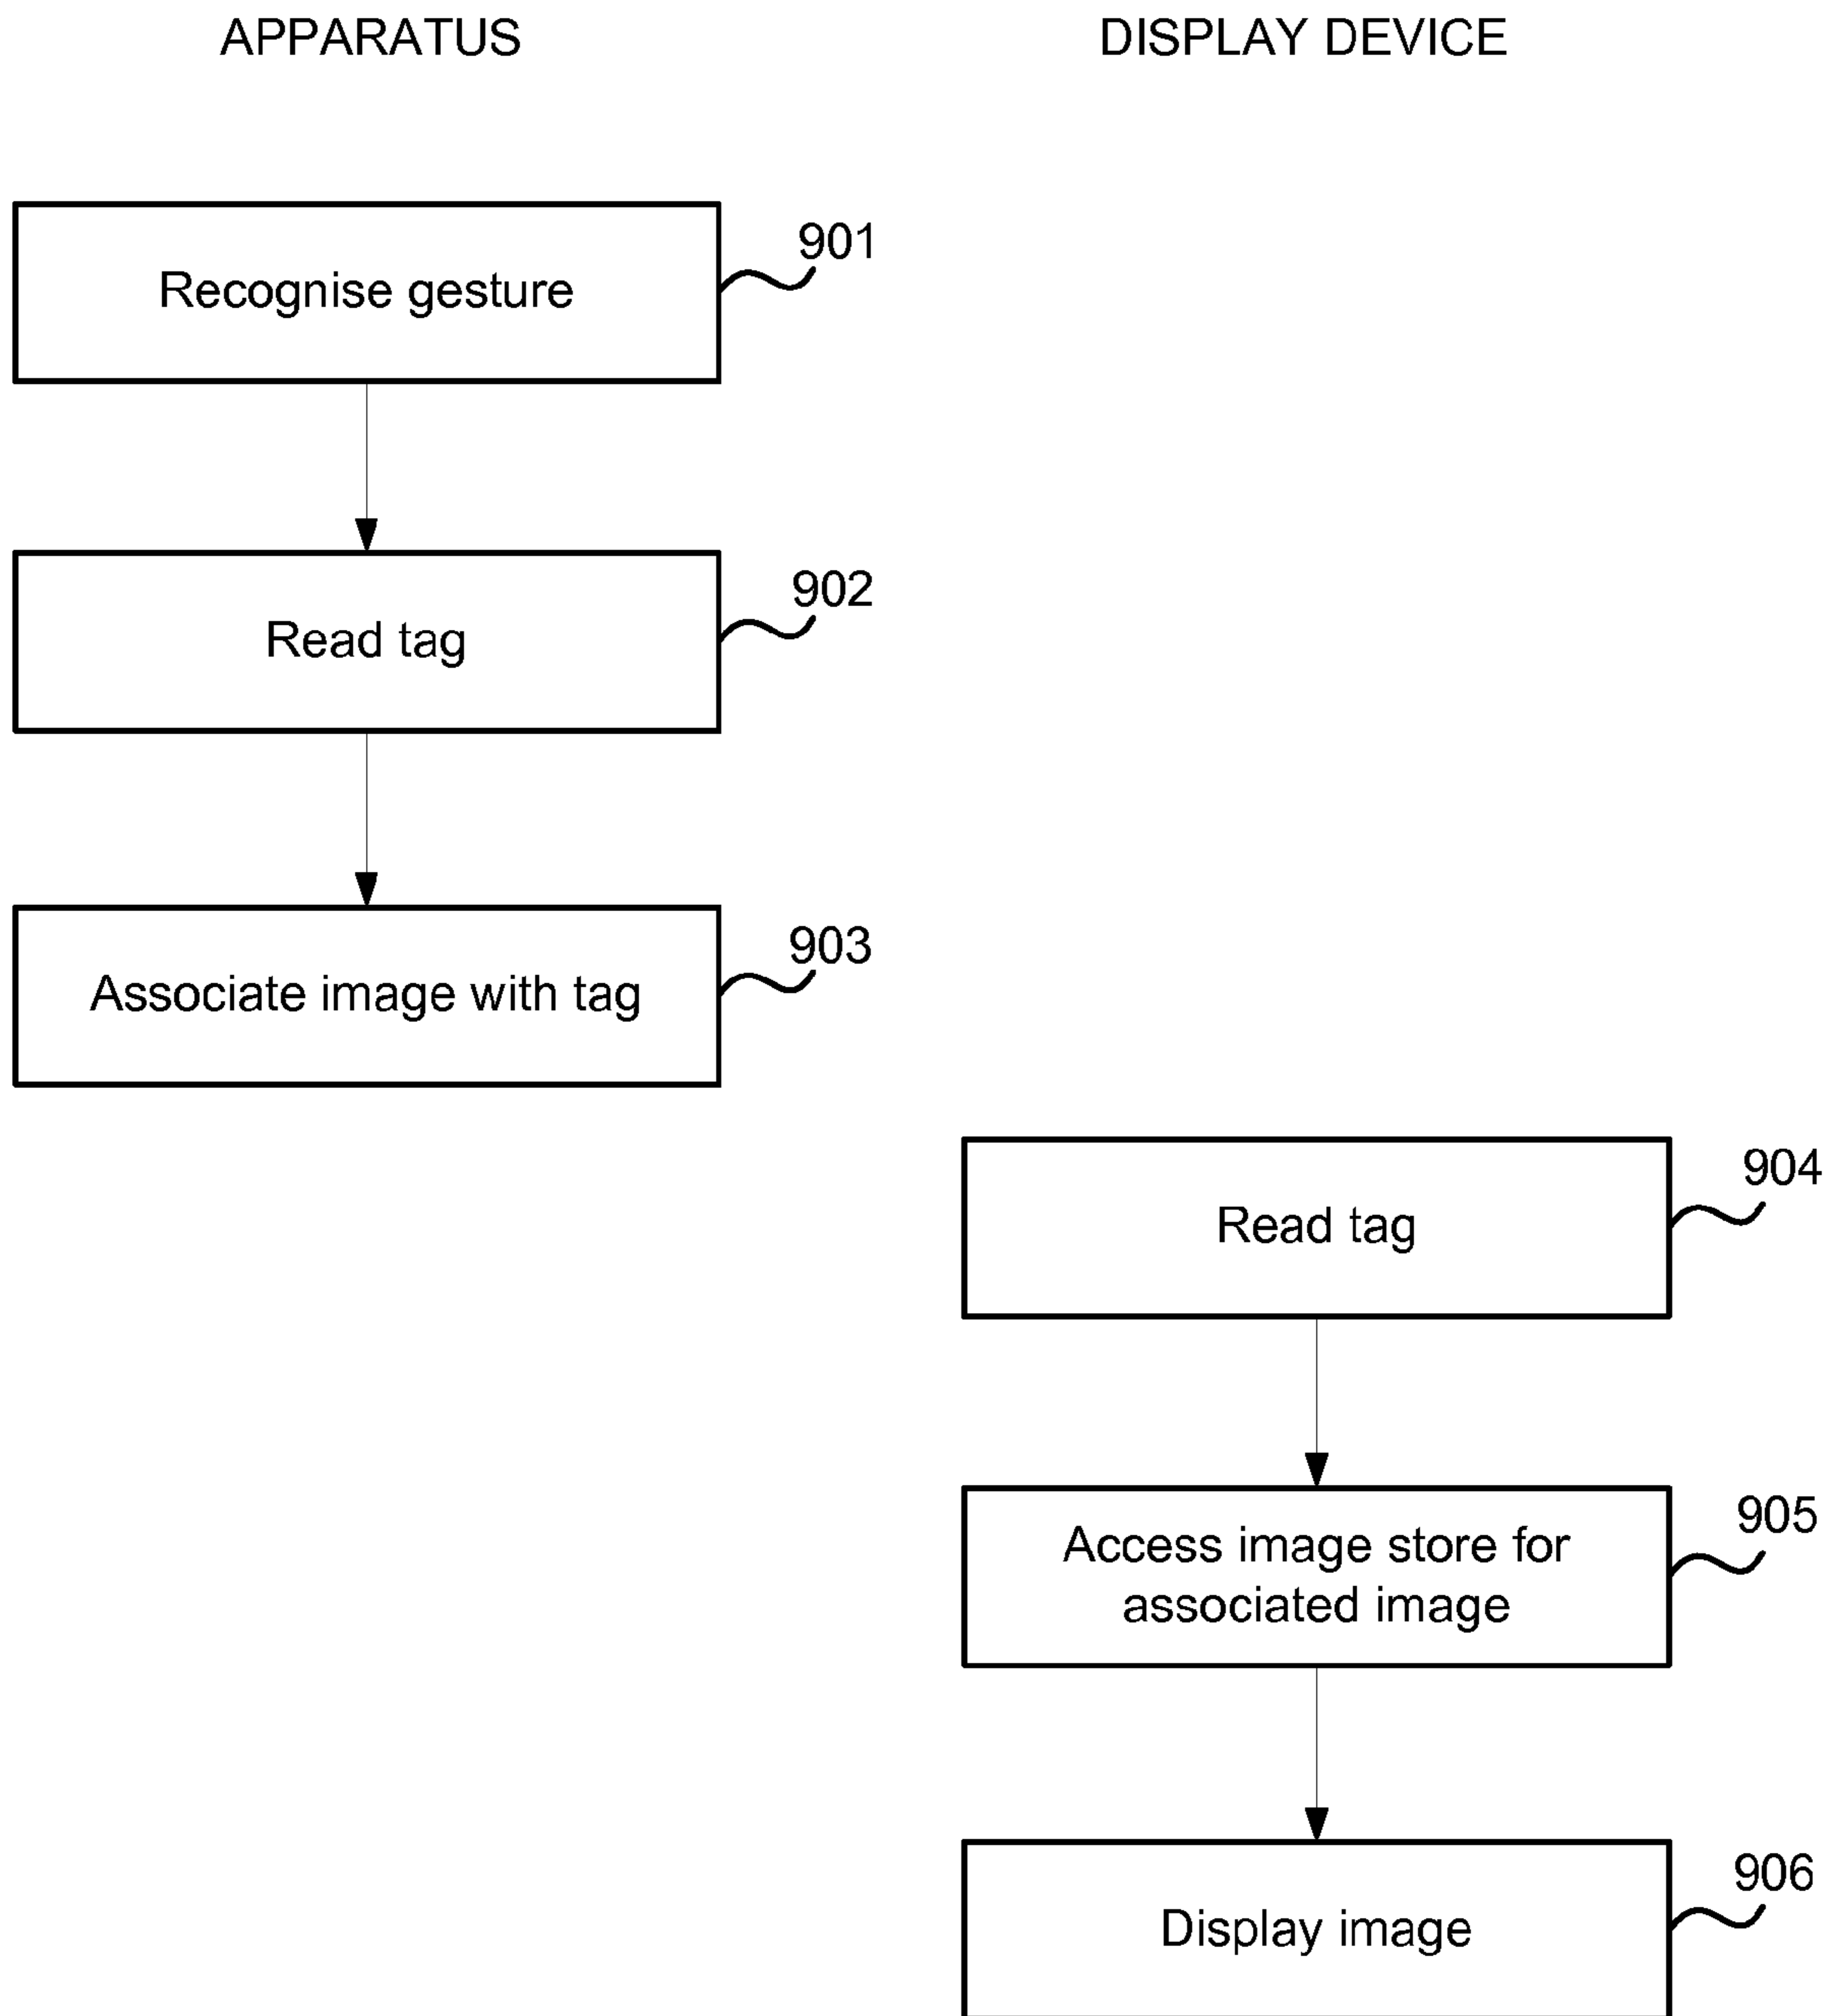 APPARATUS
DISPLAY DEVICE
Recognise gesture
901
Read tag
902
Associate image with tag
903
Read tag
904
Access image store for
associated image
905
Display image
906